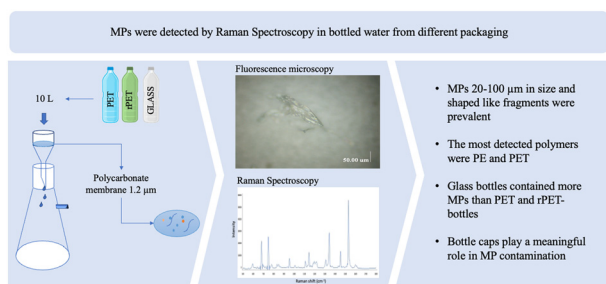 MPs were detected by Raman Spectroscopy in bottled water from different packaging
10 L
PET
rPET
GLASS
Polycarbonate
membrane 1.2 µm
Fluorescence microscopy
50.00 um
Raman Spectroscopy
Raman shift (cm⁻¹)
• MPs 20-100 µm in size and
shaped like fragments were
prevalent
• The most detected polymers
were PE and PET
• Glass bottles contained more
MPs than PET and rPET-
bottles
• Bottle caps play a meaningful
role in MP contamination